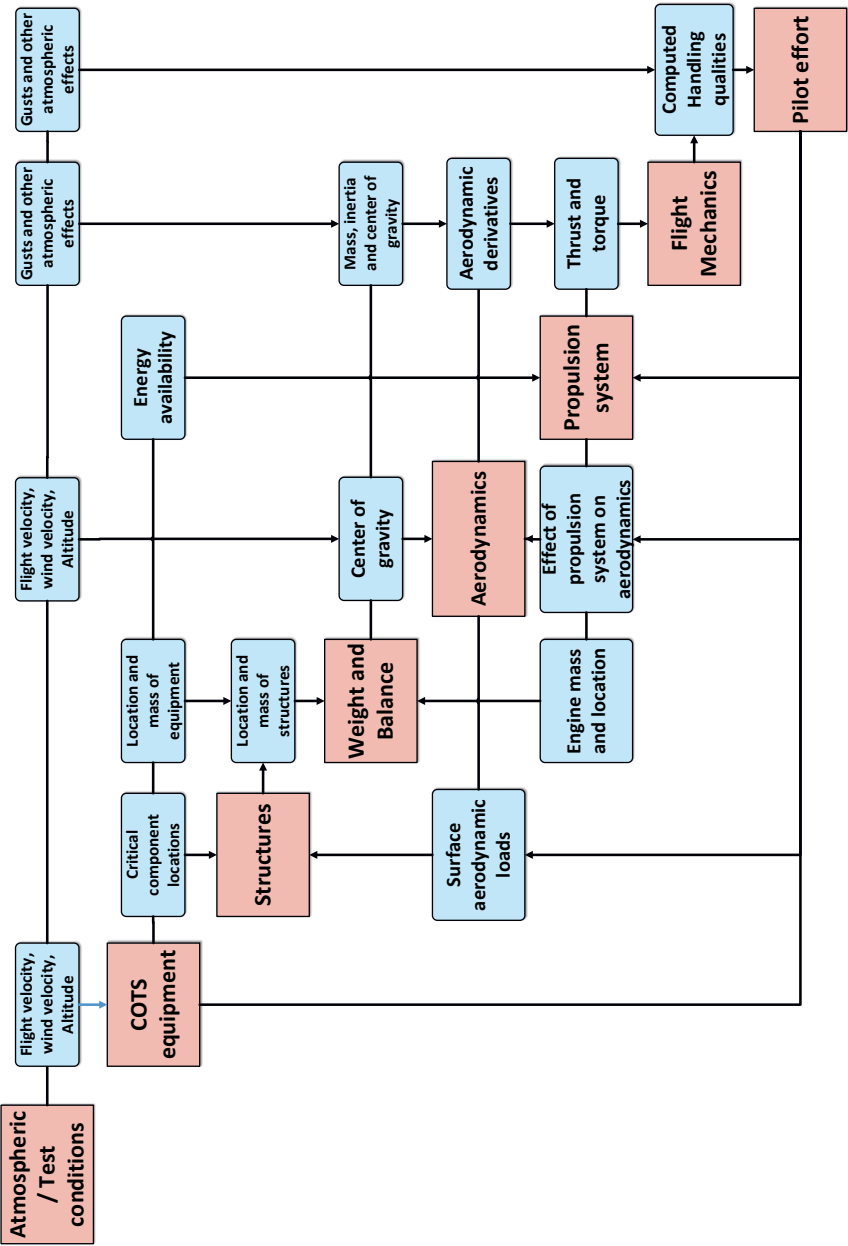 Atmospheric
/ Test
conditions
Flight velocity,
wind velocity,
Altitude
Flight velocity,
wind velocity,
Altitude
Gusts and other
atmospheric
effects
Gusts and other
atmospheric
effects
COTS
equipment
Critical
component
locations
Location and
mass of
equipment
Energy
availability
Structures
Location and
mass of
structures
Weight and
Balance
Center of
gravity
Mass, inertia
and center of
gravity
Surface
aerodynamic
loads
Aerodynamics
Aerodynamic
derivatives
Engine mass
and location
Effect of
propulsion
system on
aerodynamics
Propulsion
system
Thrust and
torque
Flight
Mechanics
Computed
Handling
qualities
Pilot effort